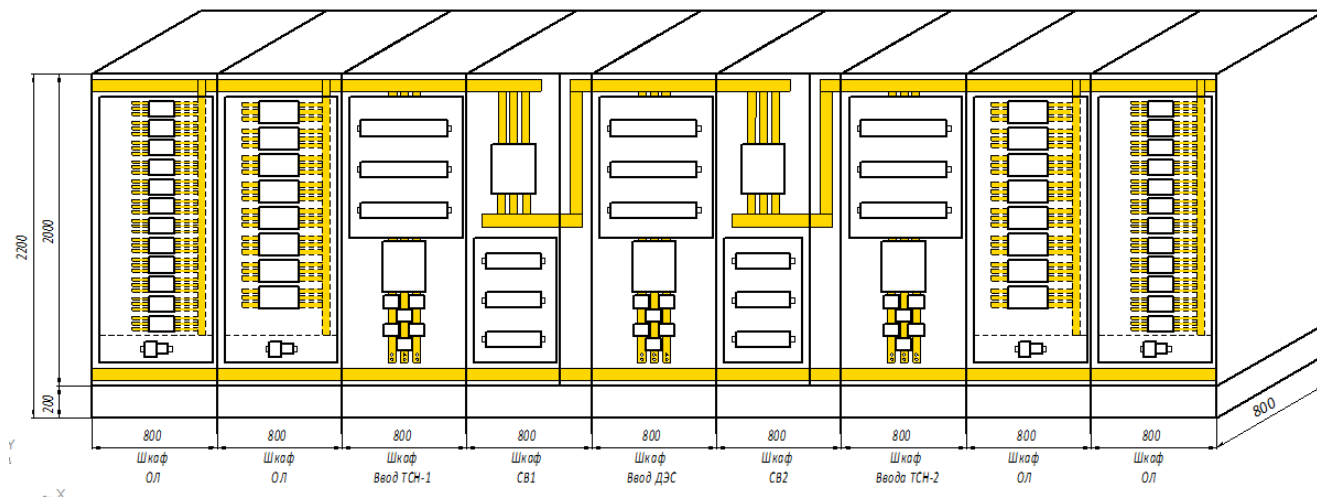 2200
2000
200
800
800 800 800 800 800 800 800 800 800
Шкаф Шкаф Шкаф Шкаф Шкаф Шкаф Шкаф Шкаф Шкаф
ОЛ ОЛ Ввод ТСН-1 СВ1 Ввод ДЭС СВ2 Ввода ТСН-2 ОЛ ОЛ
Y
X